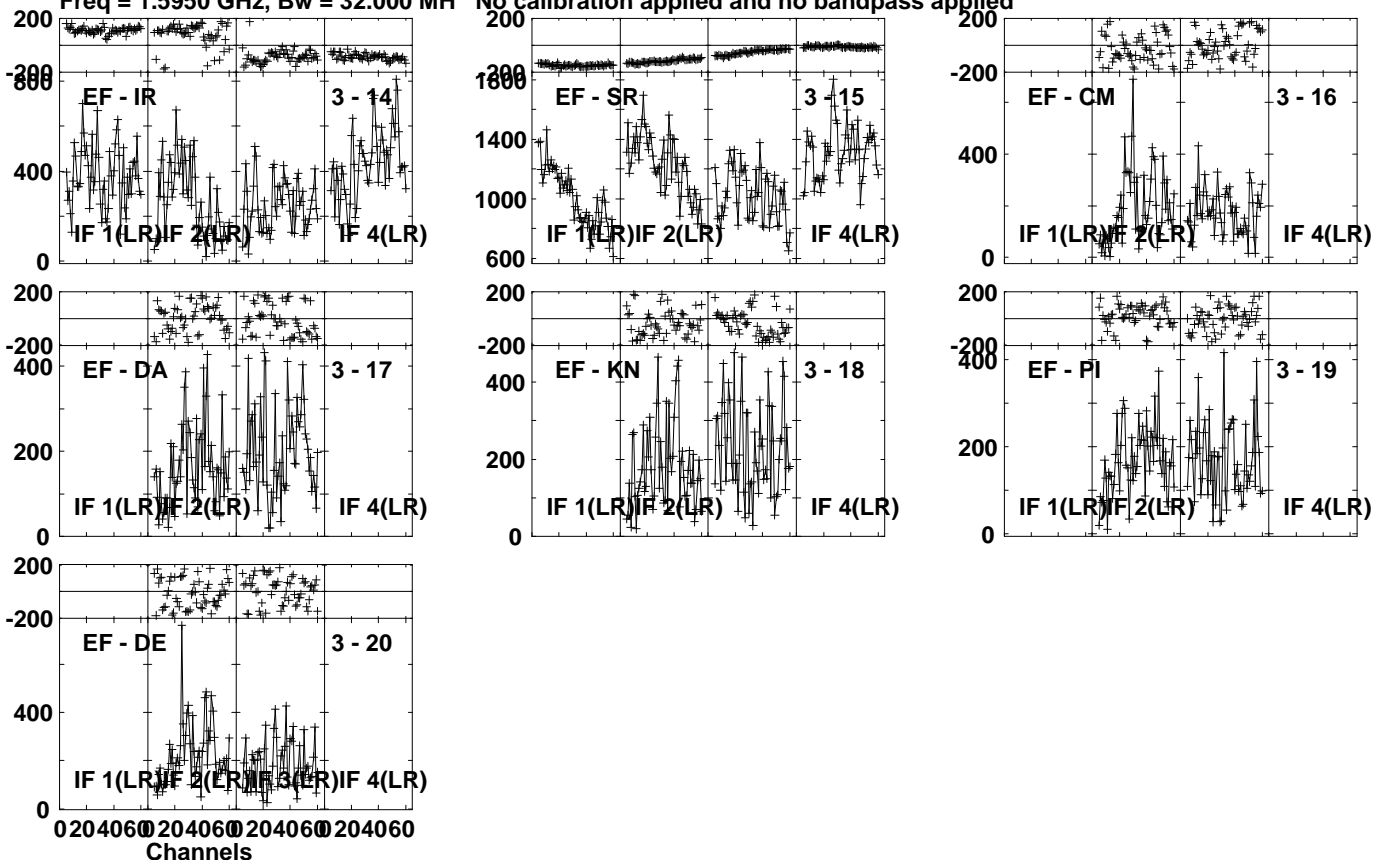 Freq = 1.5950 GHz, Bw = 32.000 MH No calibration applied and no bandpass applied
200
-200
800
400
0
EF - IR
3 - 14
IF 1(LR)
IF 2(LR)
IF 4(LR)
200
-200
1800
1400
1000
600
EF - SR
3 - 15
IF 1(LR)
IF 2(LR)
IF 4(LR)
200
-200
400
0
EF - CM
3 - 16
IF 1(LR)
IF 2(LR)
IF 4(LR)
200
-200
400
200
0
EF - DA
3 - 17
IF 1(LR)
IF 2(LR)
IF 4(LR)
200
-200
400
200
0
EF - KN
3 - 18
IF 1(LR)
IF 2(LR)
IF 4(LR)
200
-200
400
200
0
EF - PI
3 - 19
IF 1(LR)
IF 2(LR)
IF 4(LR)
200
-200
400
0
EF - DE
3 - 20
IF 1(LR)
IF 2(LR)
IF 3(LR)
IF 4(LR)
0 20 40 60 0 20 40 60 0 20 40 60 0 20 40 60
Channels